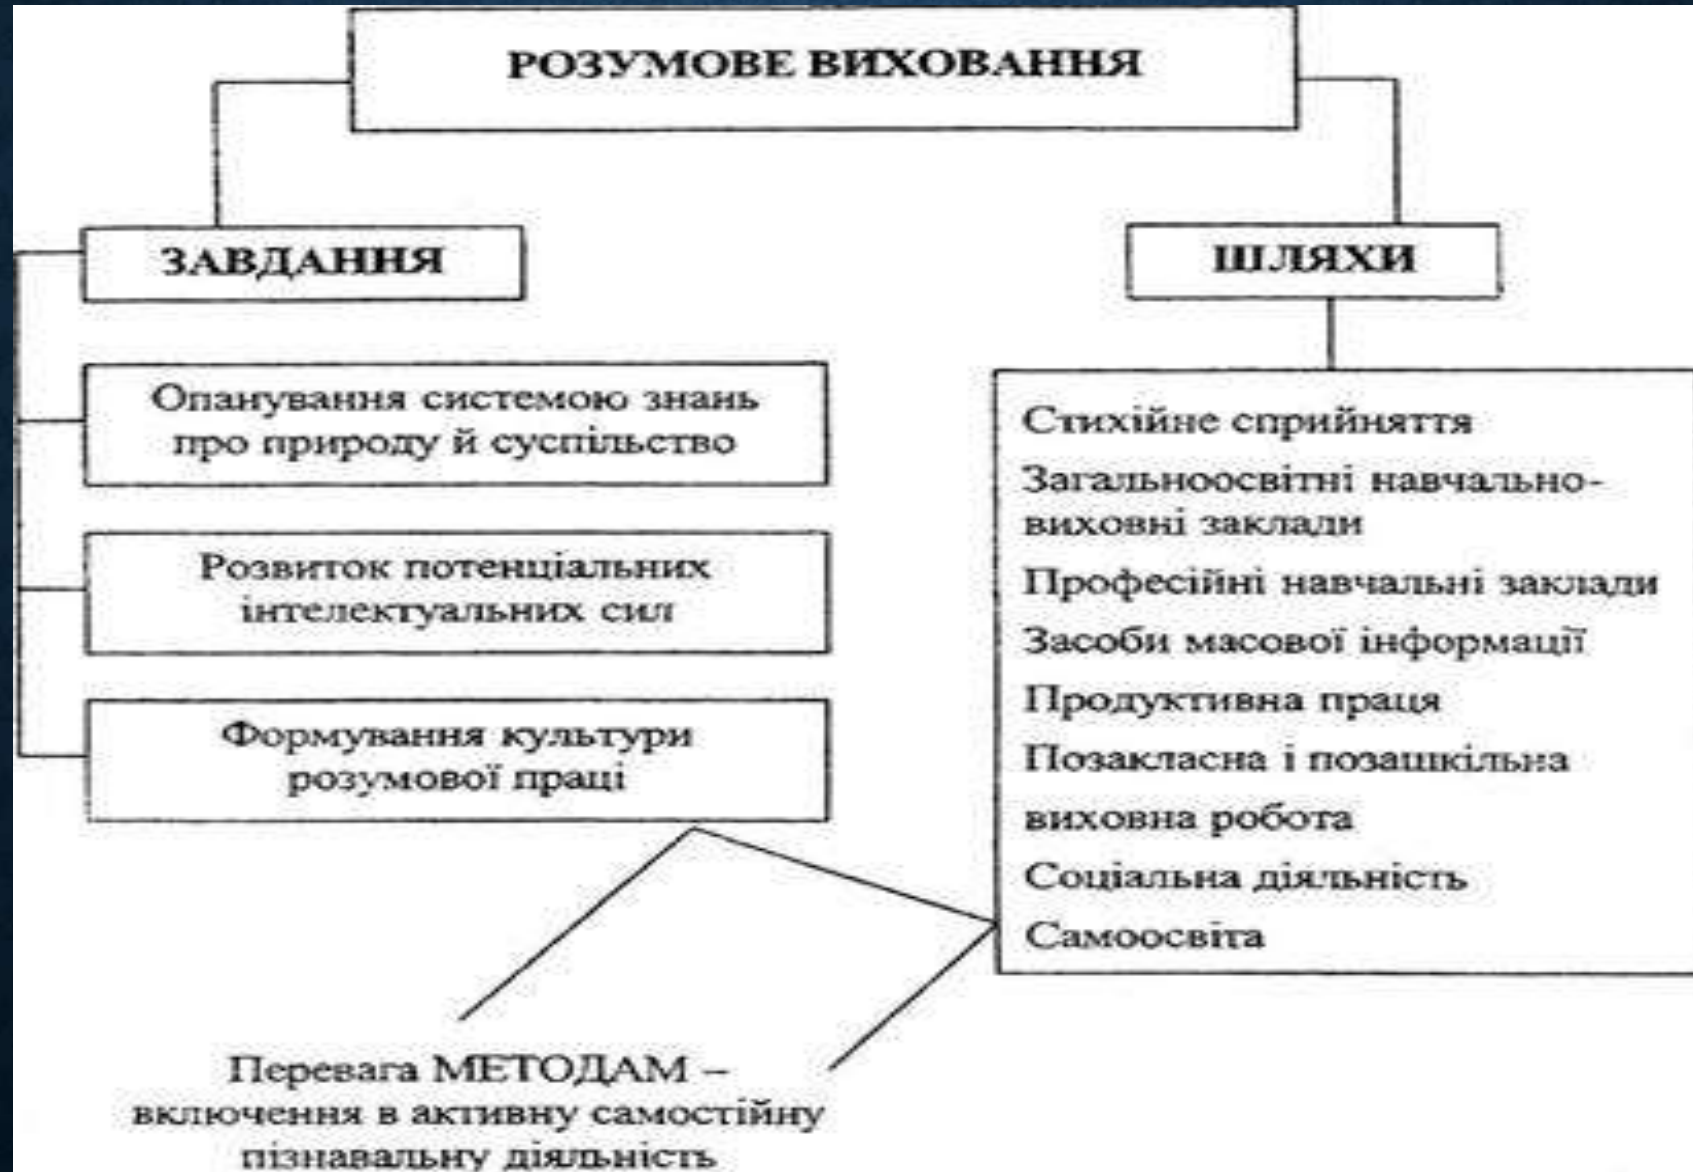 РОЗУМОВЕ ВИХОВАННЯ
ЗАВДАННЯ
Опанування системою знань
про природу й суспільство
Розвиток потенціальних
інтелектуальних сил
Формування культури
розумової праці
ШЛЯХИ
Стихійне сприйняття
Загальноосвітні навчально-
виховні заклади
Професійні навчальні заклади
Засоби масової інформації
Продуктивна праця
Позакласна і позашкільна
виховна робота
Соціальна діяльність
Самоосвіта
Перевага МЕТОДАМ –
включення в активну самостійну
пізнавальну діяльність